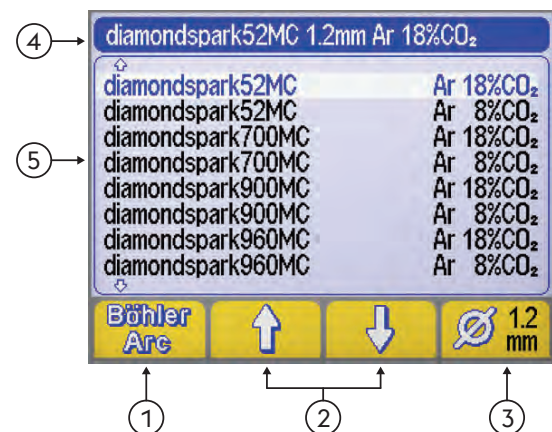 4
diamondspark52MC 1.2mm Ar 18%CO₂
5
diamondspark52MC Ar 18%CO₂
diamondspark52MC Ar 8%CO₂
diamondspark700MC Ar 18%CO₂
diamondspark700MC Ar 8%CO₂
diamondspark900MC Ar 18%CO₂
diamondspark900MC Ar 8%CO₂
diamondspark960MC Ar 18%CO₂
diamondspark960MC Ar 8%CO₂
Böhler
Arc
1.2
mm
1
2
3